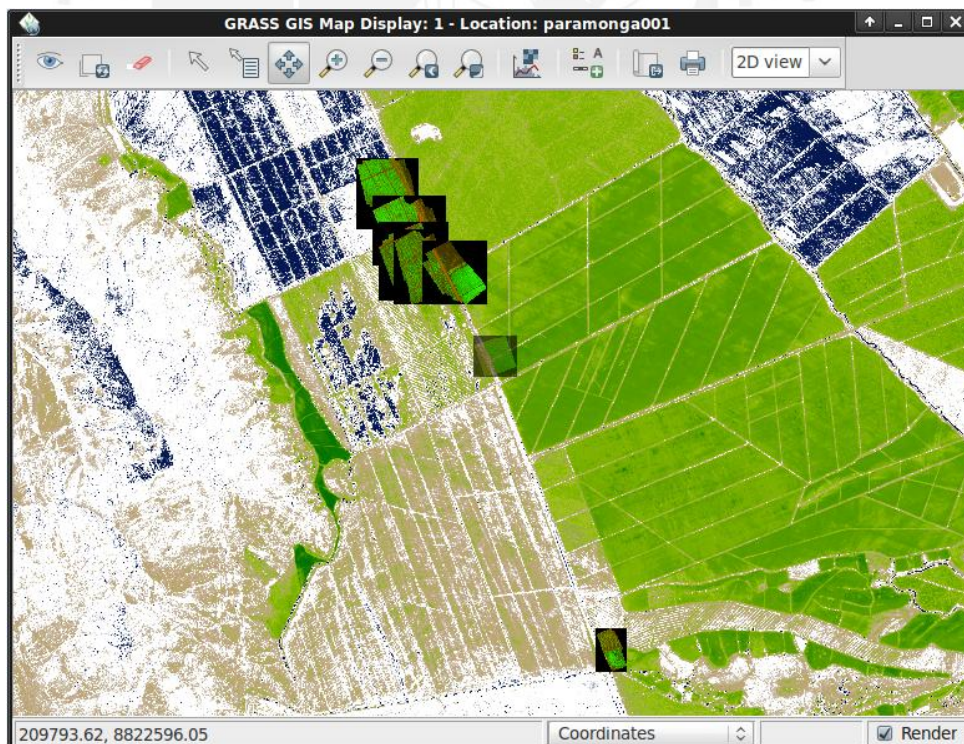 GRASS GIS Map Display: 1 - Location: paramonga001
A
2D view
209793.62, 8822596.05
Coordinates
Render